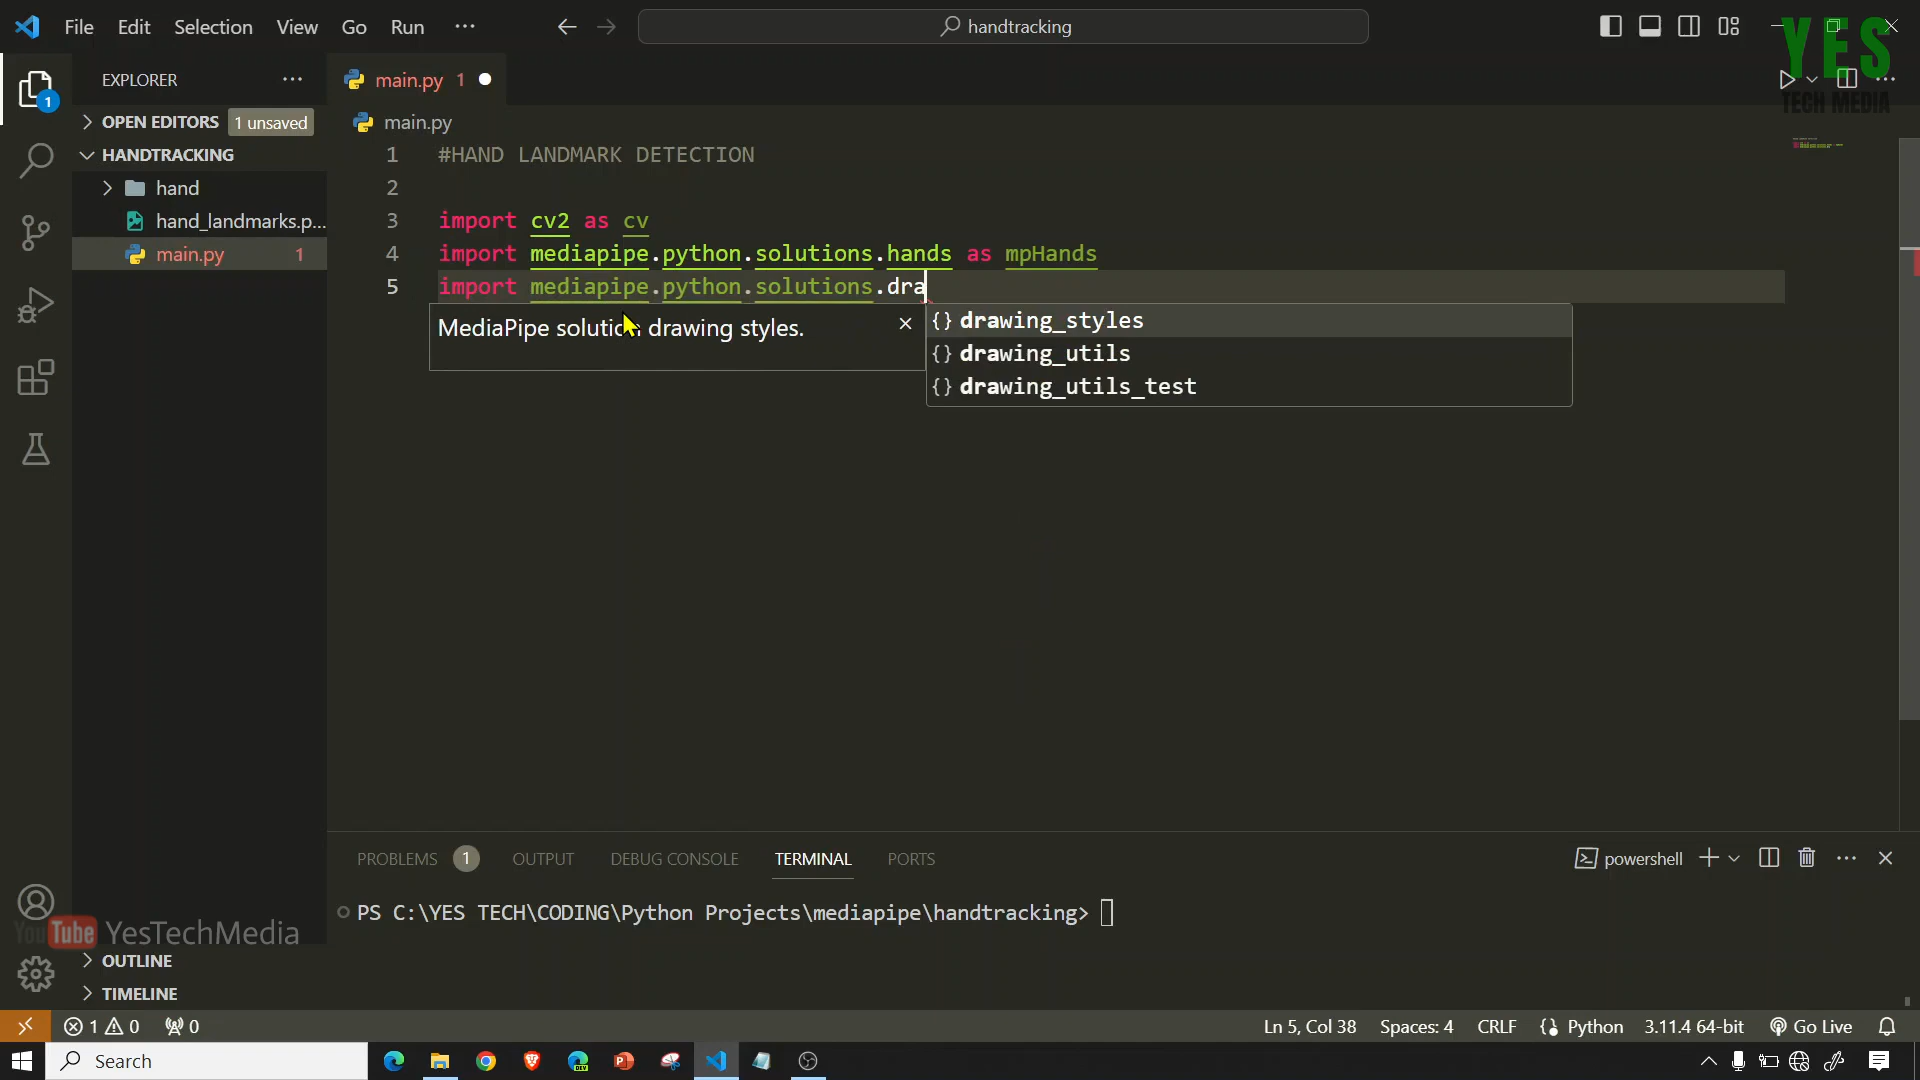 File Edit Selection View Go Run ···
handtracking
YES
TECH MEDIA
EXPLORER
OPEN EDITORS 1 unsaved
HANDTRACKING
hand
hand_landmarks.p...
main.py 1
main.py 1
main.py
1 #HAND LANDMARK DETECTION
2
3 import cv2 as cv
4 import mediapipe.python.solutions.hands as mpHands
5 import mediapipe.python.solutions.dra
MediaPipe solution drawing styles.
{} drawing_styles
{} drawing_utils
{} drawing_utils_test
PROBLEMS 1 OUTPUT DEBUG CONSOLE TERMINAL PORTS
powershell
PS C:\YES TECH\CODING\Python Projects\mediapipe\handtracking>
YouTube YesTechMedia
OUTLINE
TIMELINE
1 0 0
Ln 5, Col 38 Spaces: 4 CRLF Python 3.11.4 64-bit Go Live
Search